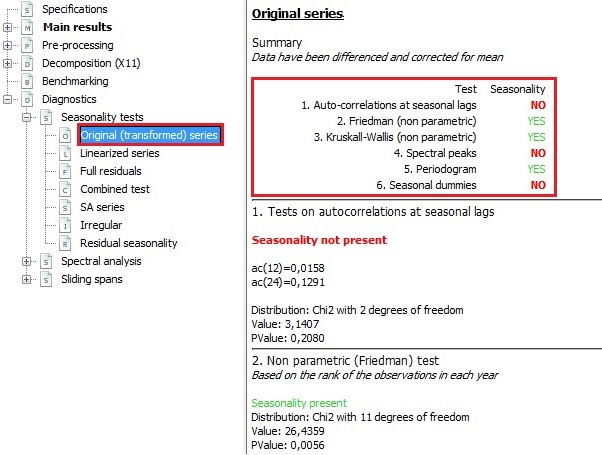 Specifications
Main results
Pre-processing
Decomposition (X11)
Benchmarking
Diagnostics
Seasonality tests
Original (transformed) series
Linearized series
Full residuals
Combined test
SA series
Irregular
Residual seasonality
Spectral analysis
Sliding spans
Original series
Summary
Data have been differenced and corrected for mean
Test Seasonality
1. Auto-correlations at seasonal lags NO
2. Friedman (non parametric) YES
3. Kruskall-Wallis (non parametric) YES
4. Spectral peaks NO
5. Periodogram YES
6. Seasonal dummies NO
1. Tests on autocorrelations at seasonal lags
Seasonality not present
ac(12)=0,0158
ac(24)=0,1291
Distribution: Chi2 with 2 degrees of freedom
Value: 3,1407
PValue: 0,2080
2. Non parametric (Friedman) test
Based on the rank of the observations in each year
Seasonality present
Distribution: Chi2 with 11 degrees of freedom
Value: 26,4359
PValue: 0,0056